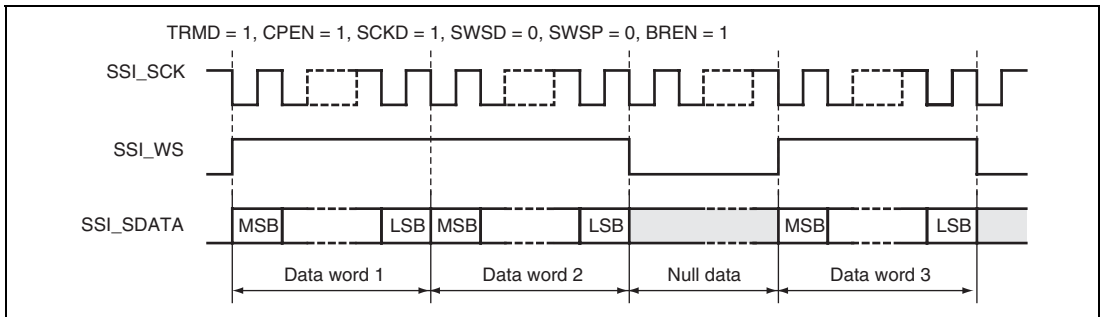 TRMD = 1, CPEN = 1, SCKD = 1, SWSD = 0, SWSP = 0, BREN = 1
SSI_SCK
SSI_WS
SSI_SDATA
MSB LSB MSB LSB MSB LSB
Data word 1 Data word 2 Null data Data word 3